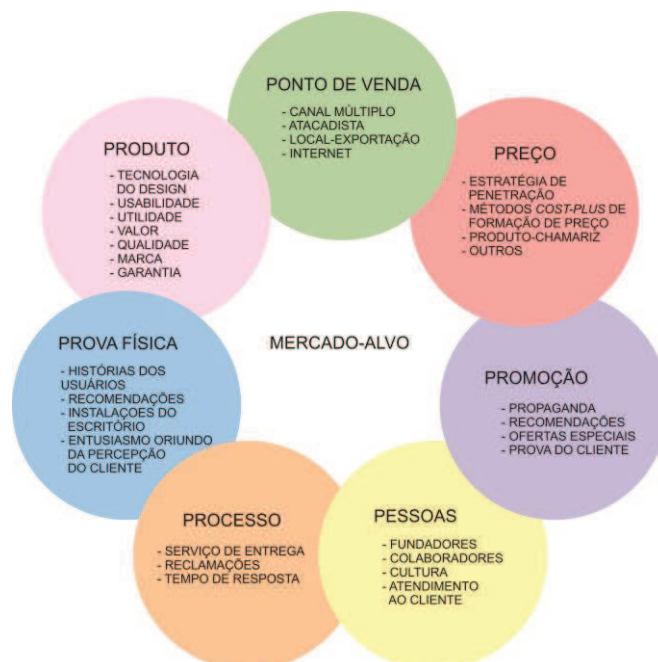 PONTO DE VENDA
- CANAL MÚLTIPLO
- ATACADISTA
- LOCAL-EXPORTAÇÃO
- INTERNET
PREÇO
- ESTRATÉGIA DE
PENETRAÇÃO
- MÉTODOS COST-PLUS DE
FORMAÇÃO DE PREÇO
- PRODUTO-CHAMARIZ
- OUTROS
PROMOÇÃO
- PROPAGANDA
- RECOMENDAÇÕES
- OFERTAS ESPECIAIS
- PROVA DO CLIENTE
PESSOAS
- FUNDADORES
- COLABORADORES
- CULTURA
- ATENDIMENTO
AO CLIENTE
PROCESSO
- SERVIÇO DE ENTREGA
- RECLAMAÇÕES
- TEMPO DE RESPOSTA
PROVA FÍSICA
- HISTÓRIAS DOS
USUÁRIOS
- RECOMENDAÇÕES
- INSTALAÇOES DO
ESCRITÓRIO
- ENTUSIASMO ORIUNDO
DA PERCEPÇÃO
DO CLIENTE
PRODUTO
- TECNOLOGIA
DO DESIGN
- USABILIDADE
- UTILIDADE
- VALOR
- QUALIDADE
- MARCA
- GARANTIA
MERCADO-ALVO